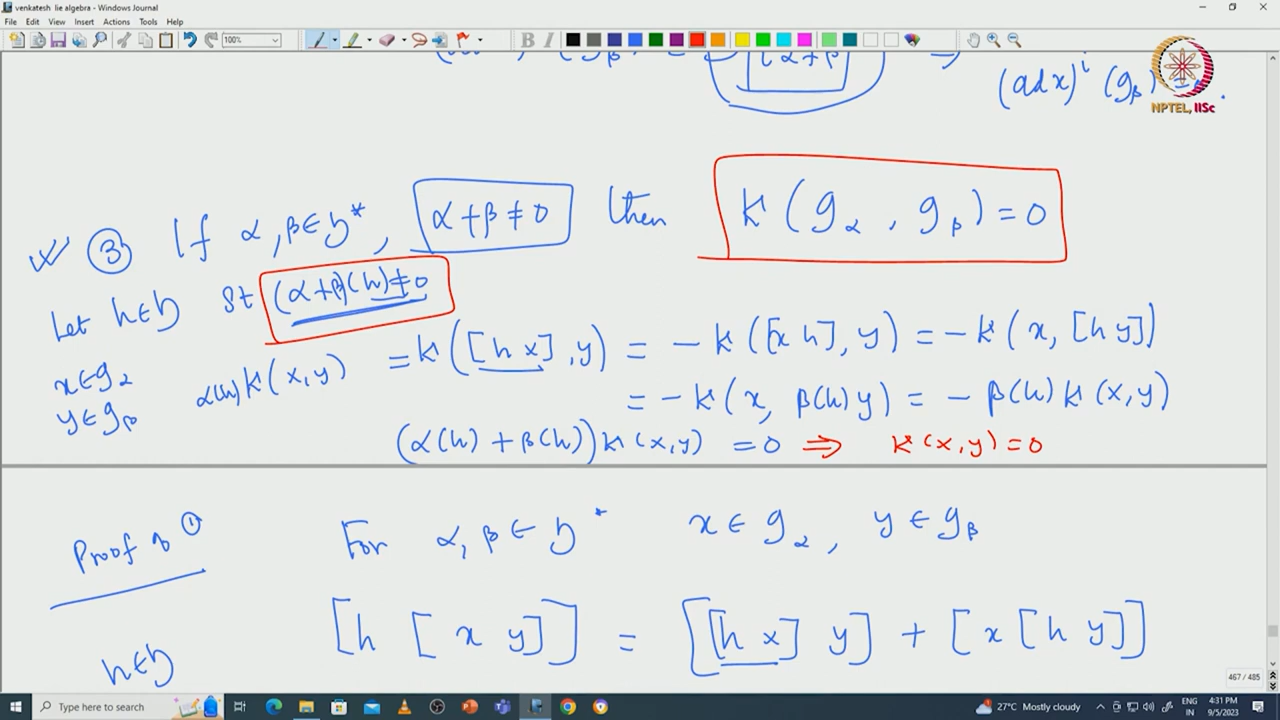 venkatesh lie algebra - Windows Journal
File Edit View Insert Actions Tools Help
100%
B I
[α+β]
(ad x)^i (g_β) =
NPTEL, IISc
③ If α, β ∈ 𝔥*, α+β ≠ 0 then κ(g_α, g_β) = 0
Let h ∈ 𝔥 St (α+β)(h) ≠ 0
x ∈ g_α
y ∈ g_β
α(h) κ(x, y) = κ([h x], y) = - κ([x h], y) = - κ(x, [h y])
= - κ(x, β(h) y) = - β(h) κ(x, y)
(α(h) + β(h)) κ(x, y) = 0 ⇒ κ(x, y) = 0
Proof of ① For α, β ∈ 𝔥* x ∈ g_α, y ∈ g_β
h ∈ 𝔥 [h [x y]] = [[h x] y] + [x [h y]]
467 / 485
Type here to search
27°C Mostly cloudy
ENG
IN
4:31 PM
9/5/2023